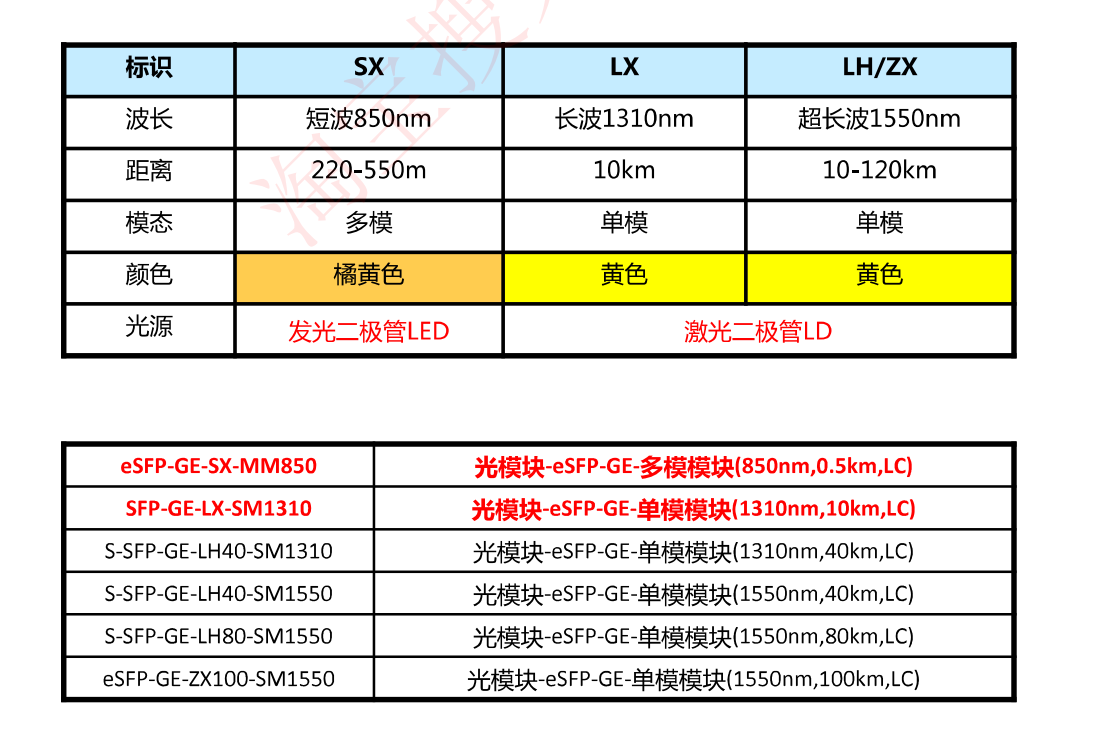 标识 SX LX LH/ZX
波长 短波850nm 长波1310nm 超长波1550nm
距离 220-550m 10km 10-120km
模态 多模 单模 单模
颜色 橘黄色 黄色 黄色
光源 发光二极管LED 激光二极管LD
eSFP-GE-SX-MM850 光模块-eSFP-GE-多模模块(850nm,0.5km,LC)
SFP-GE-LX-SM1310 光模块-eSFP-GE-单模模块(1310nm,10km,LC)
S-SFP-GE-LH40-SM1310 光模块-eSFP-GE-单模模块(1310nm,40km,LC)
S-SFP-GE-LH40-SM1550 光模块-eSFP-GE-单模模块(1550nm,40km,LC)
S-SFP-GE-LH80-SM1550 光模块-eSFP-GE-单模模块(1550nm,80km,LC)
eSFP-GE-ZX100-SM1550 光模块-eSFP-GE-单模模块(1550nm,100km,LC)
淘宝搜